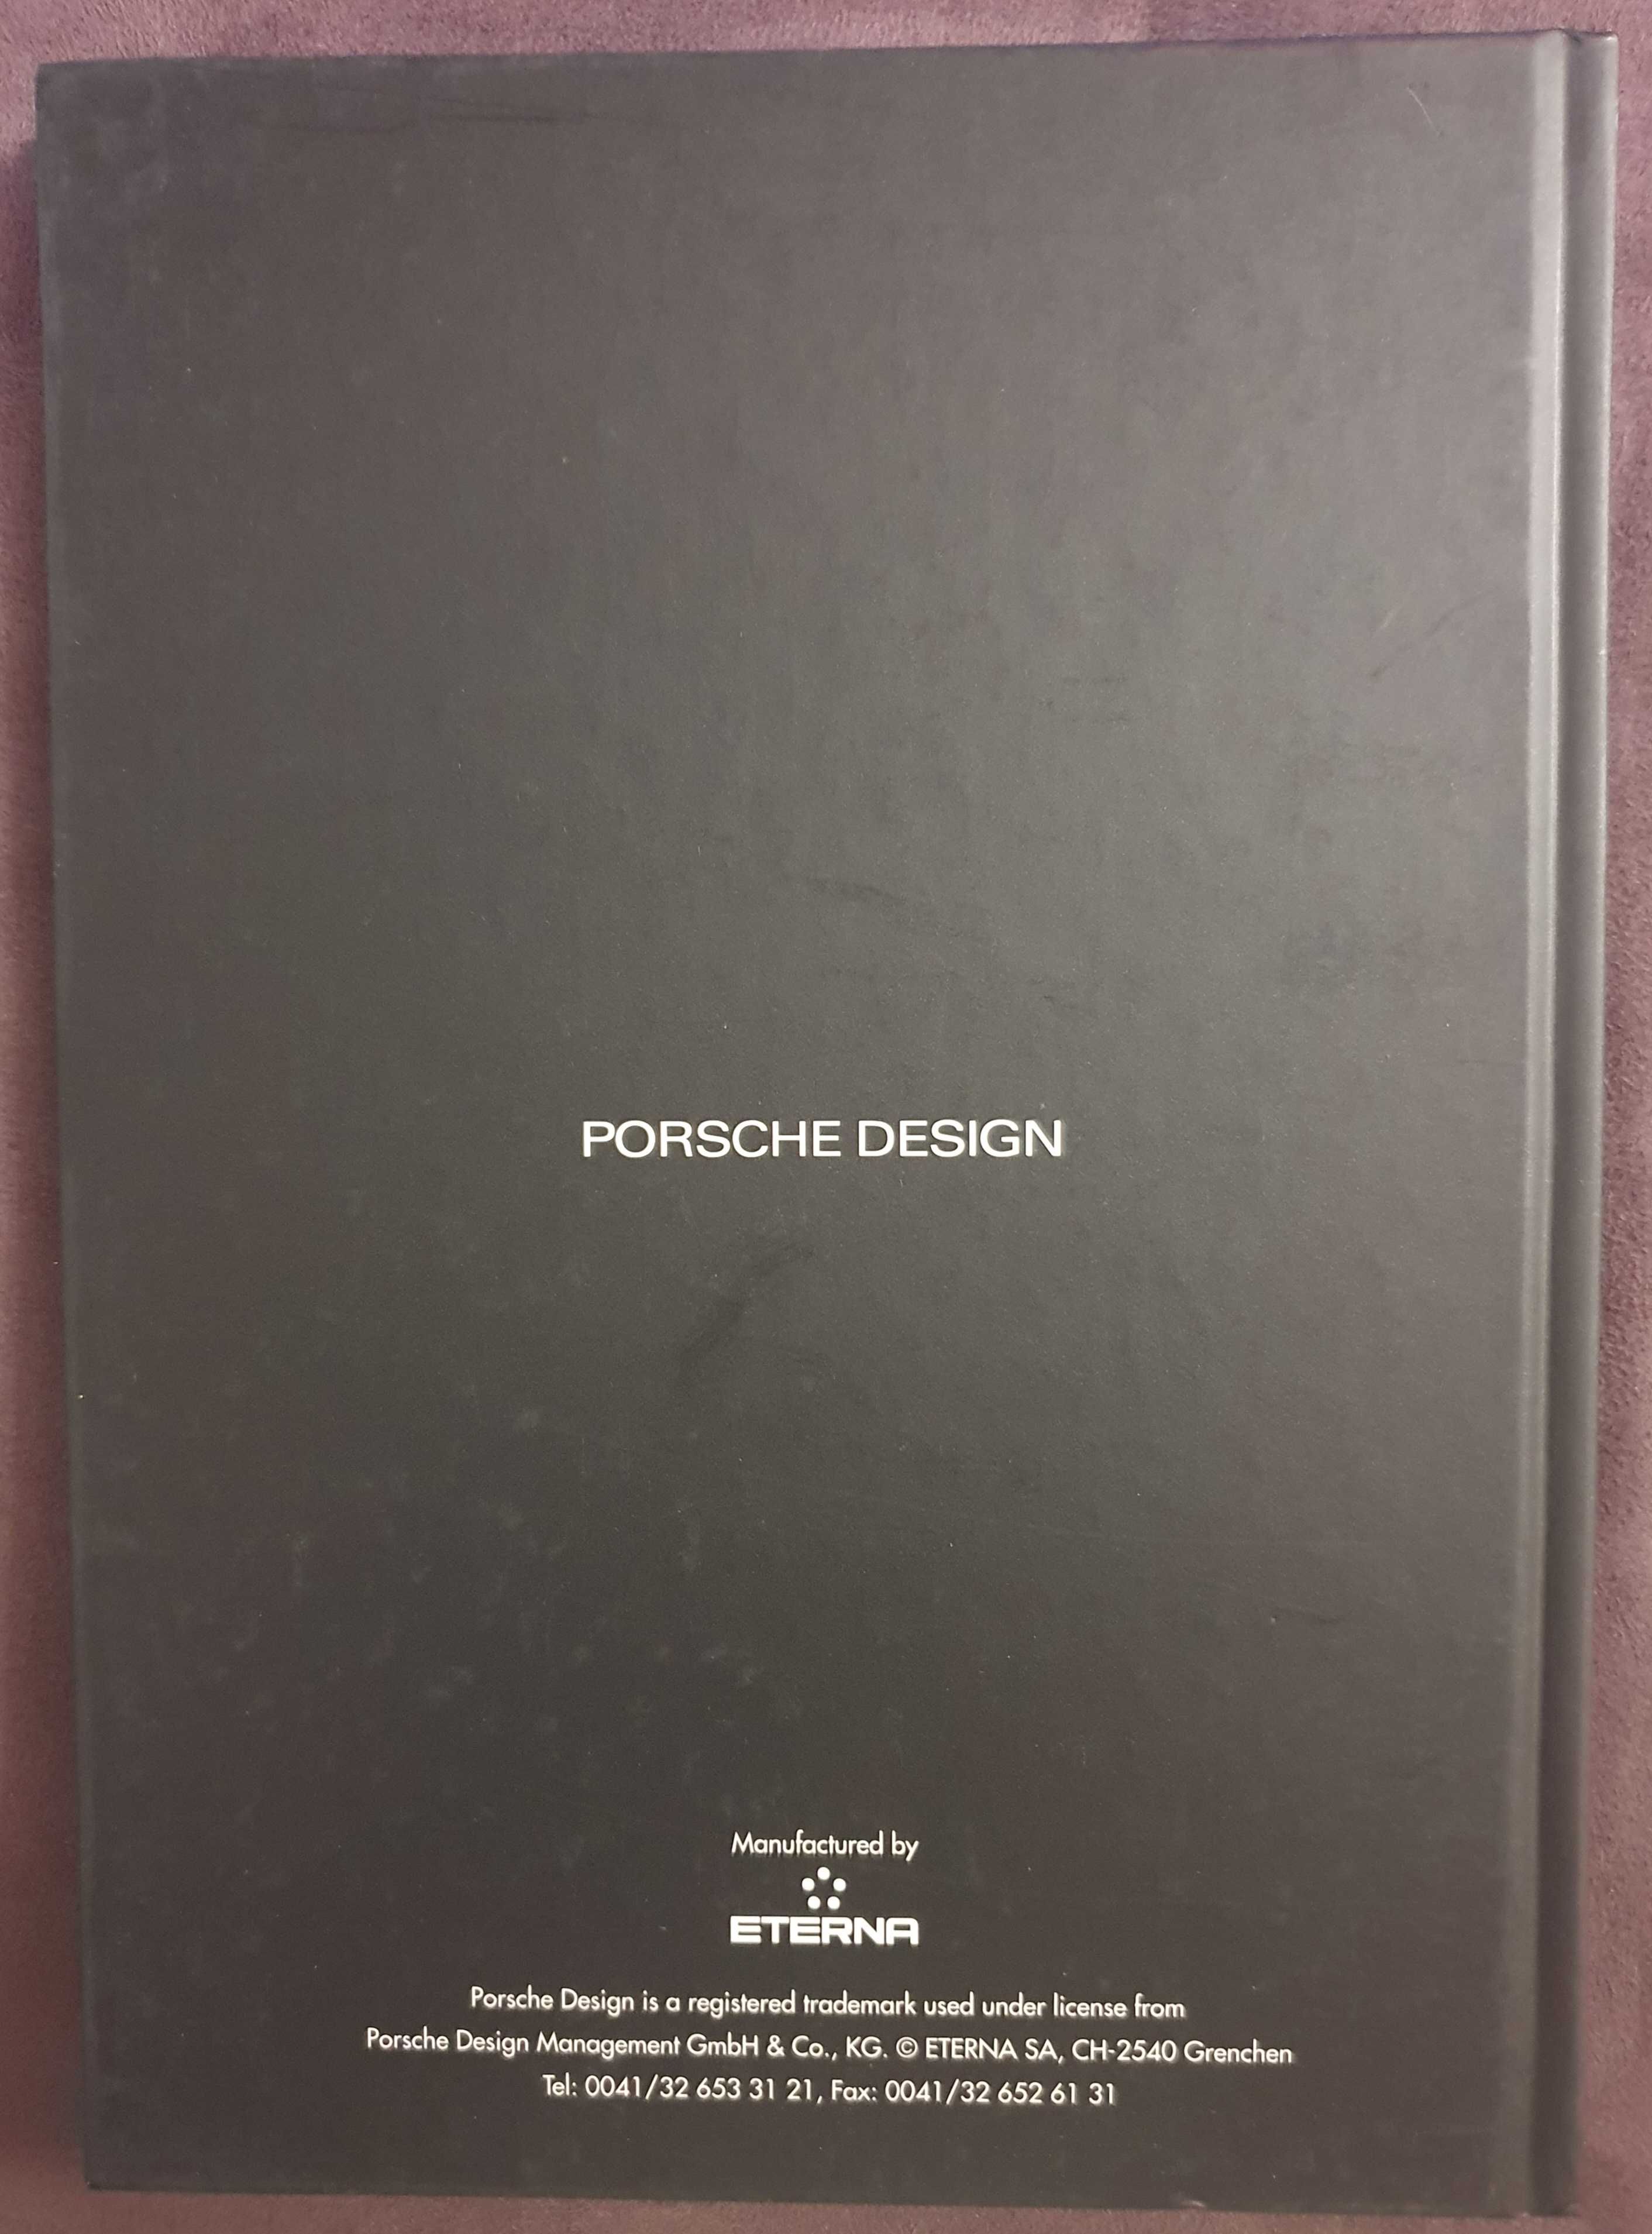 PORSCHE DESIGN
Manufactured by
ETERNA
Porsche Design is a registered trademark used under license from
Porsche Design Management GmbH & Co., KG. © ETERNA SA, CH-2540 Grenchen
Tel: 0041/32 653 31 21, Fax: 0041/32 652 61 31